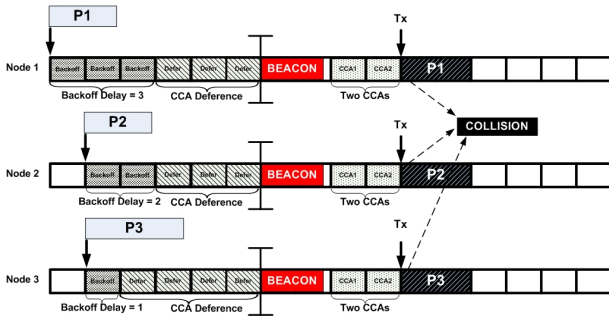 P1
Tx
Node 1
Backoff Backoff Backoff Defer Defer Defer BEACON CCA1 CCA2 P1
Backoff Delay = 3 CCA Deference Two CCAs
P2
Tx
COLLISION
Node 2
Backoff Backoff Defer Defer Defer BEACON CCA1 CCA2 P2
Backoff Delay = 2 CCA Deference Two CCAs
P3
Tx
Node 3
Backoff Defer Defer Defer Defer BEACON CCA1 CCA2 P3
Backoff Delay = 1 CCA Deference Two CCAs